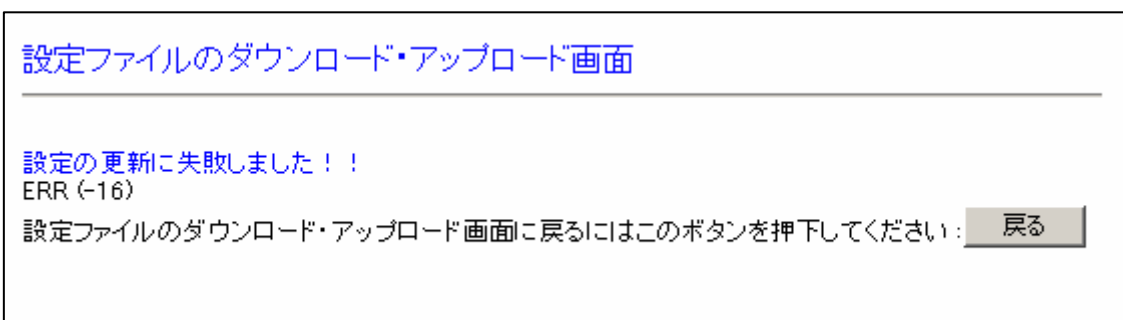 設定ファイルのダウンロード・アップロード画面
設定の更新に失敗しました！！
ERR (-16)
設定ファイルのダウンロード・アップロード画面に戻るにはこのボタンを押下してください : 戻る